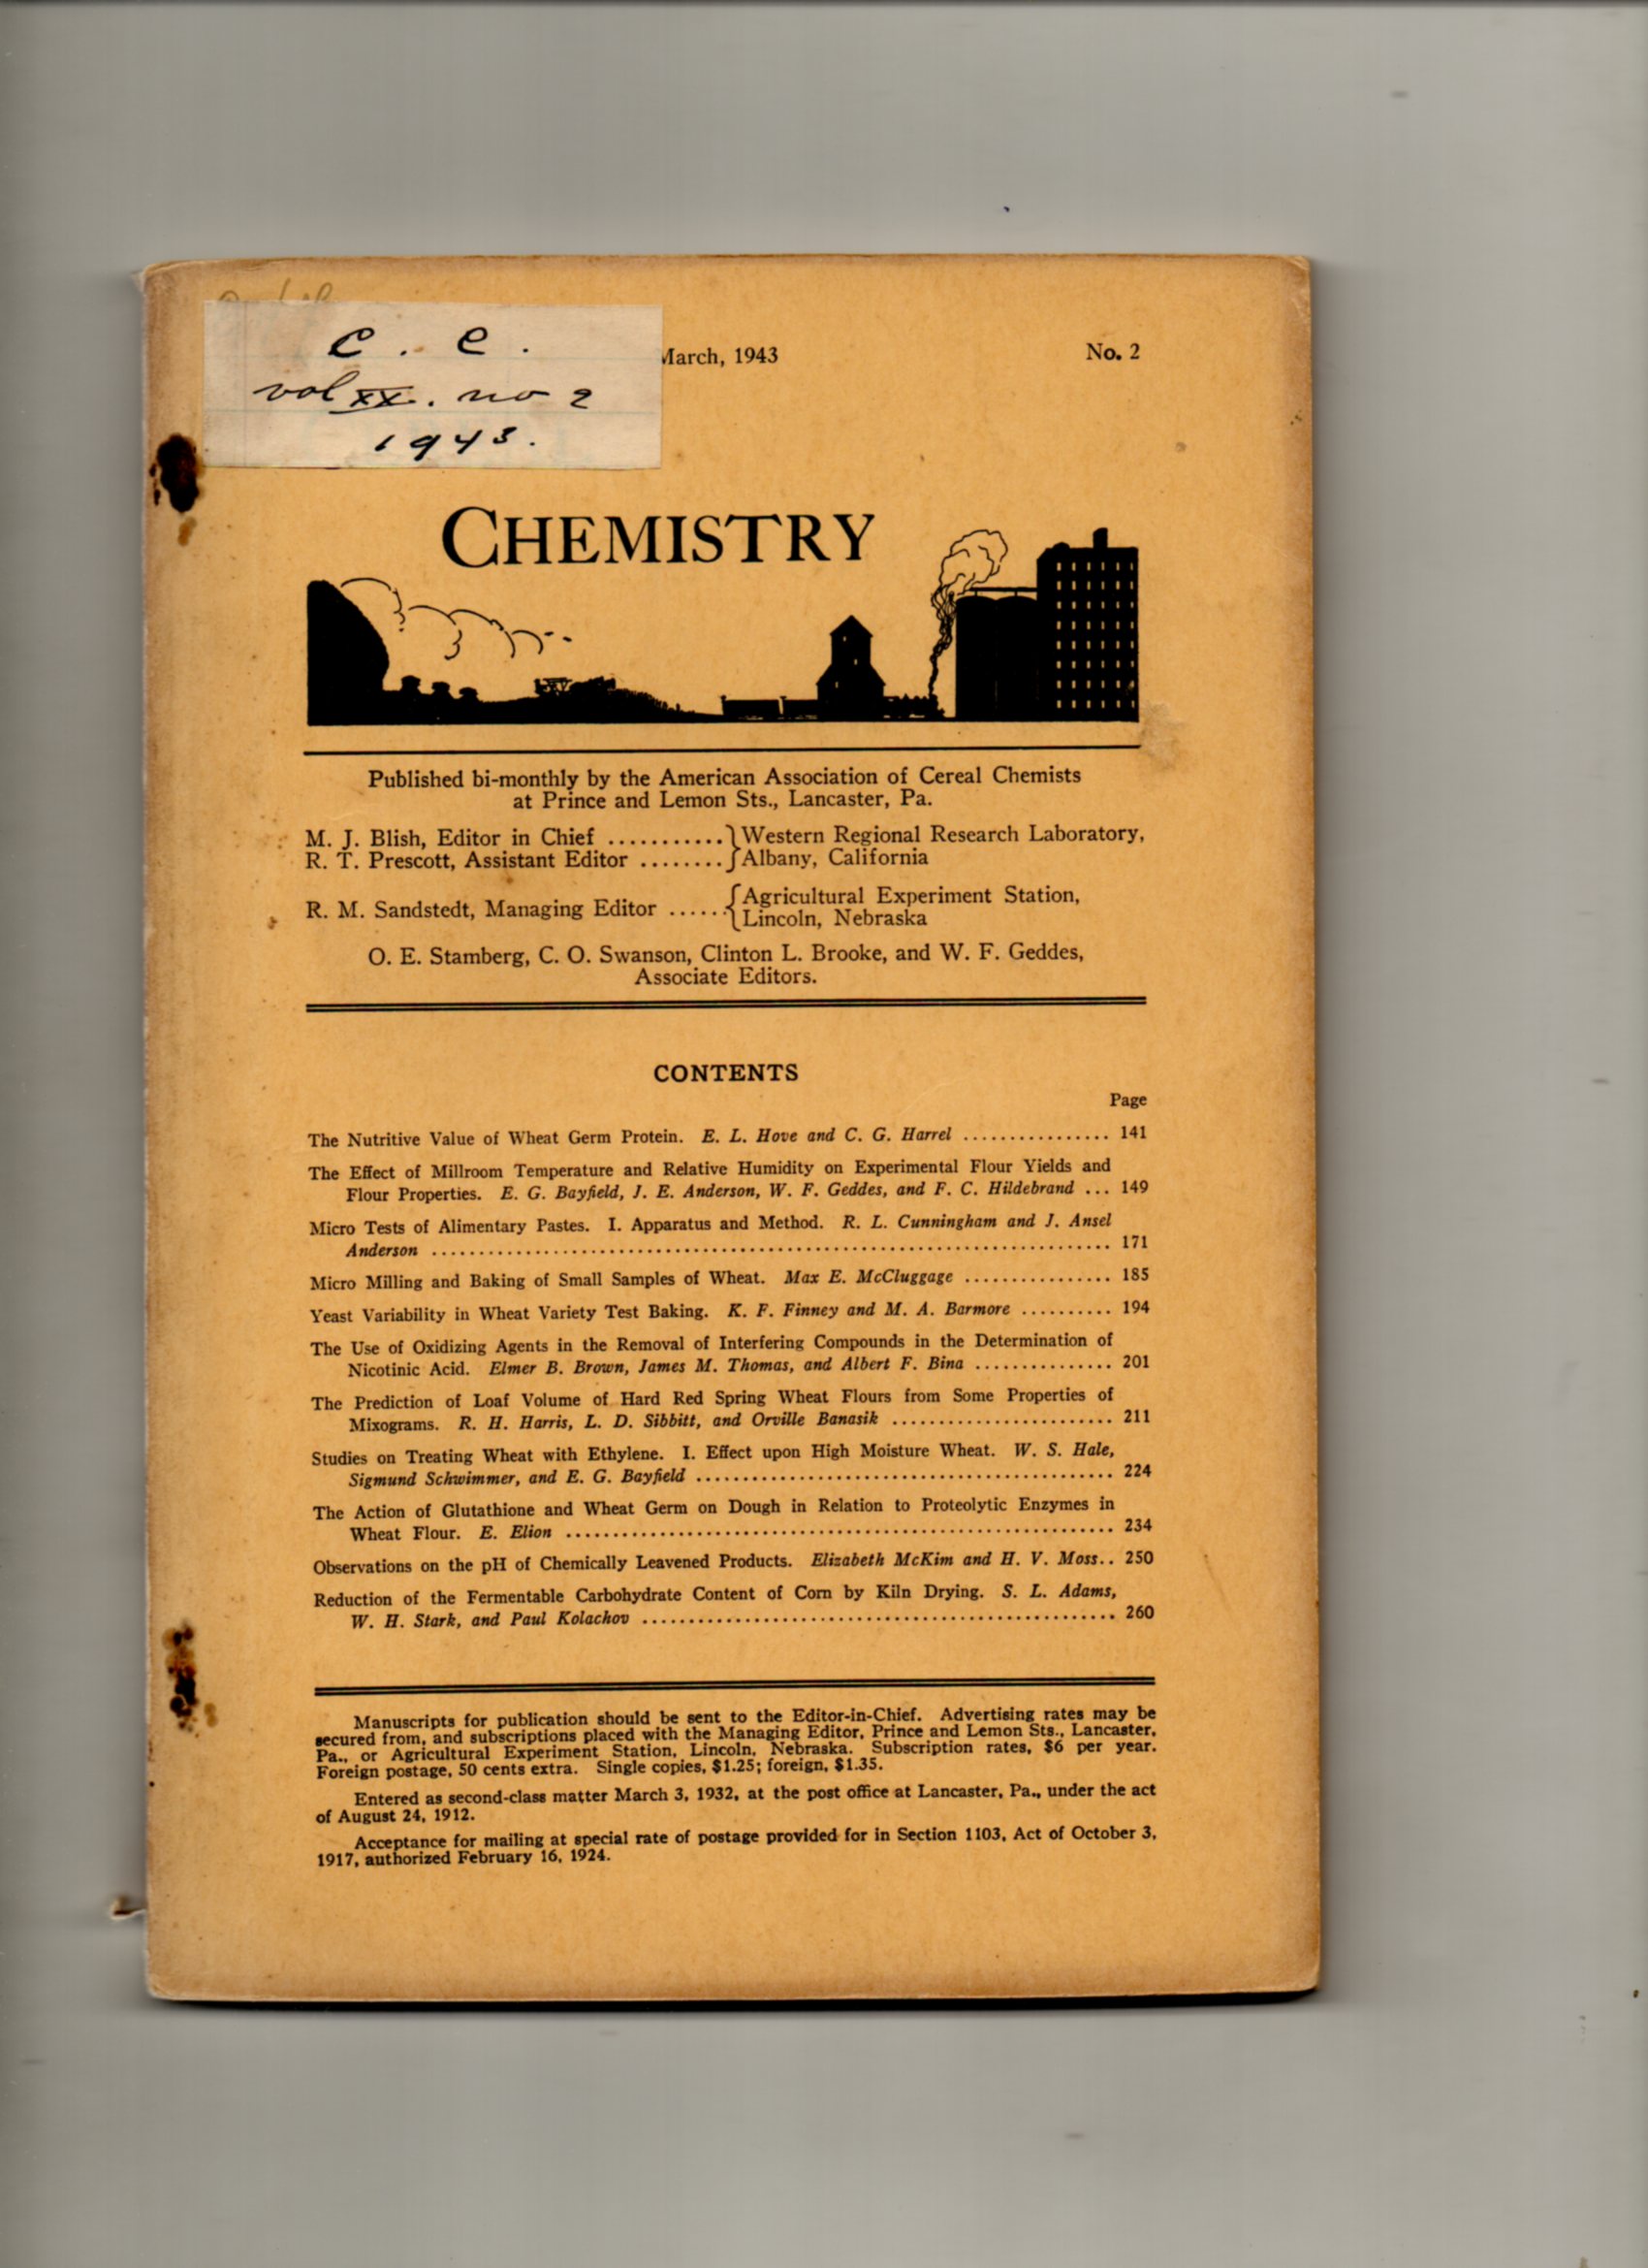 c. e.
vol XX. no 2
1943.
March, 1943
No. 2
CHEMISTRY
Published bi-monthly by the American Association of Cereal Chemists
at Prince and Lemon Sts., Lancaster, Pa.
M. J. Blish, Editor in Chief ........... } Western Regional Research Laboratory,
R. T. Prescott, Assistant Editor ........ } Albany, California
R. M. Sandstedt, Managing Editor ...... { Agricultural Experiment Station,
Lincoln, Nebraska
O. E. Stamberg, C. O. Swanson, Clinton L. Brooke, and W. F. Geddes,
Associate Editors.
CONTENTS
Page
The Nutritive Value of Wheat Germ Protein. E. L. Hove and C. G. Harrel ................ 141
The Effect of Millroom Temperature and Relative Humidity on Experimental Flour Yields and
Flour Properties. E. G. Bayfield, J. E. Anderson, W. F. Geddes, and F. C. Hildebrand ... 149
Micro Tests of Alimentary Pastes. I. Apparatus and Method. R. L. Cunningham and J. Ansel
Anderson ........................................................................ 171
Micro Milling and Baking of Small Samples of Wheat. Max E. McCluggage ................ 185
Yeast Variability in Wheat Variety Test Baking. K. F. Finney and M. A. Barmore .......... 194
The Use of Oxidizing Agents in the Removal of Interfering Compounds in the Determination of
Nicotinic Acid. Elmer B. Brown, James M. Thomas, and Albert F. Bina ............... 201
The Prediction of Loaf Volume of Hard Red Spring Wheat Flours from Some Properties of
Mixograms. R. H. Harris, L. D. Sibbitt, and Orville Banasik ........................ 211
Studies on Treating Wheat with Ethylene. I. Effect upon High Moisture Wheat. W. S. Hale,
Sigmund Schwimmer, and E. G. Bayfield ............................................. 224
The Action of Glutathione and Wheat Germ on Dough in Relation to Proteolytic Enzymes in
Wheat Flour. E. Elion ........................................................... 234
Observations on the pH of Chemically Leavened Products. Elizabeth McKim and H. V. Moss.. 250
Reduction of the Fermentable Carbohydrate Content of Corn by Kiln Drying. S. L. Adams,
W. H. Stark, and Paul Kolachov .................................................. 260
Manuscripts for publication should be sent to the Editor-in-Chief. Advertising rates may be
secured from, and subscriptions placed with the Managing Editor, Prince and Lemon Sts., Lancaster,
Pa., or Agricultural Experiment Station, Lincoln, Nebraska. Subscription rates, $6 per year.
Foreign postage, 50 cents extra. Single copies, $1.25; foreign, $1.35.
Entered as second-class matter March 3, 1932, at the post office at Lancaster, Pa., under the act
of August 24, 1912.
Acceptance for mailing at special rate of postage provided for in Section 1103, Act of October 3,
1917, authorized February 16, 1924.